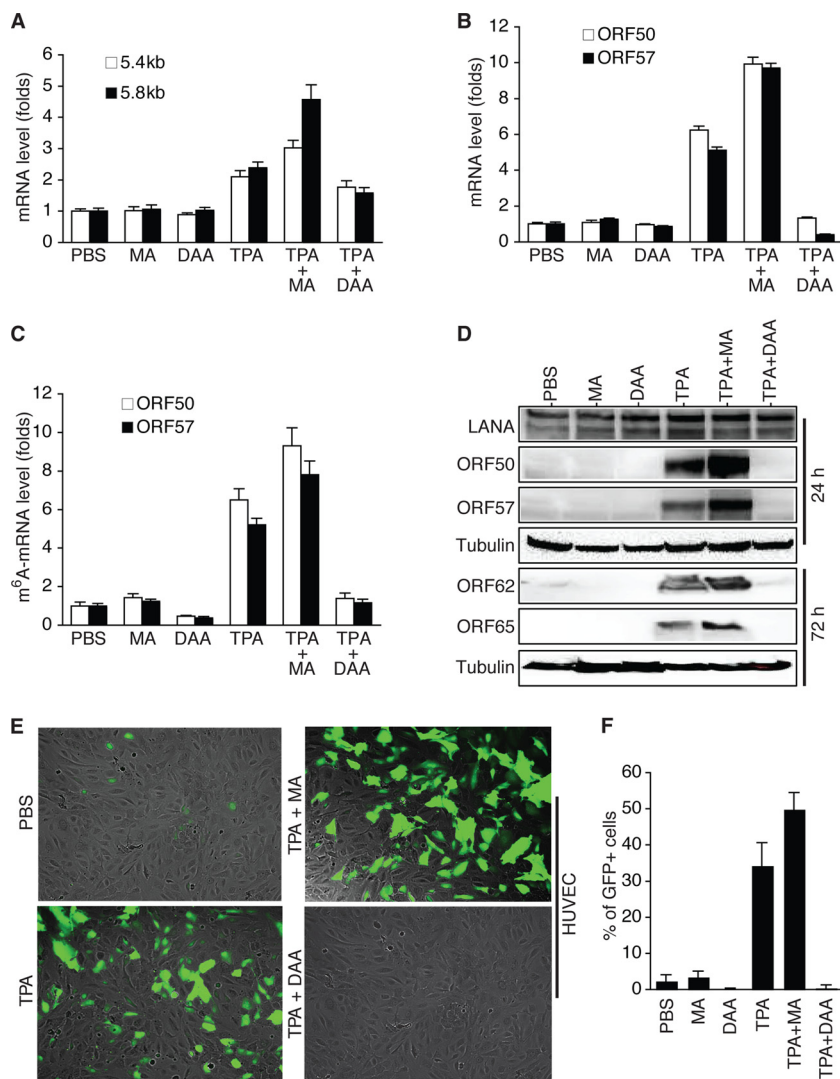 A
mRNA level (folds)
6
5
4
3
2
1
0
5.4kb
5.8kb
PBS
MA
DAA
TPA
TPA
+
MA
TPA
+
DAA
B
mRNA level (folds)
12
10
8
6
4
2
0
ORF50
ORF57
PBS
MA
DAA
TPA
TPA
+
MA
TPA
+
DAA
C
m⁶A-mRNA level (folds)
12
10
8
6
4
2
0
ORF50
ORF57
PBS
MA
DAA
TPA
TPA
+
MA
TPA
+
DAA
D
PBS
MA
DAA
TPA
TPA+MA
TPA+DAA
LANA
ORF50
ORF57
Tubulin
24 h
ORF62
ORF65
Tubulin
72 h
E
PBS
TPA + MA
TPA
TPA + DAA
HUVEC
F
% of GFP+ cells
60
50
40
30
20
10
0
PBS
MA
DAA
TPA
TPA+MA
TPA+DAA